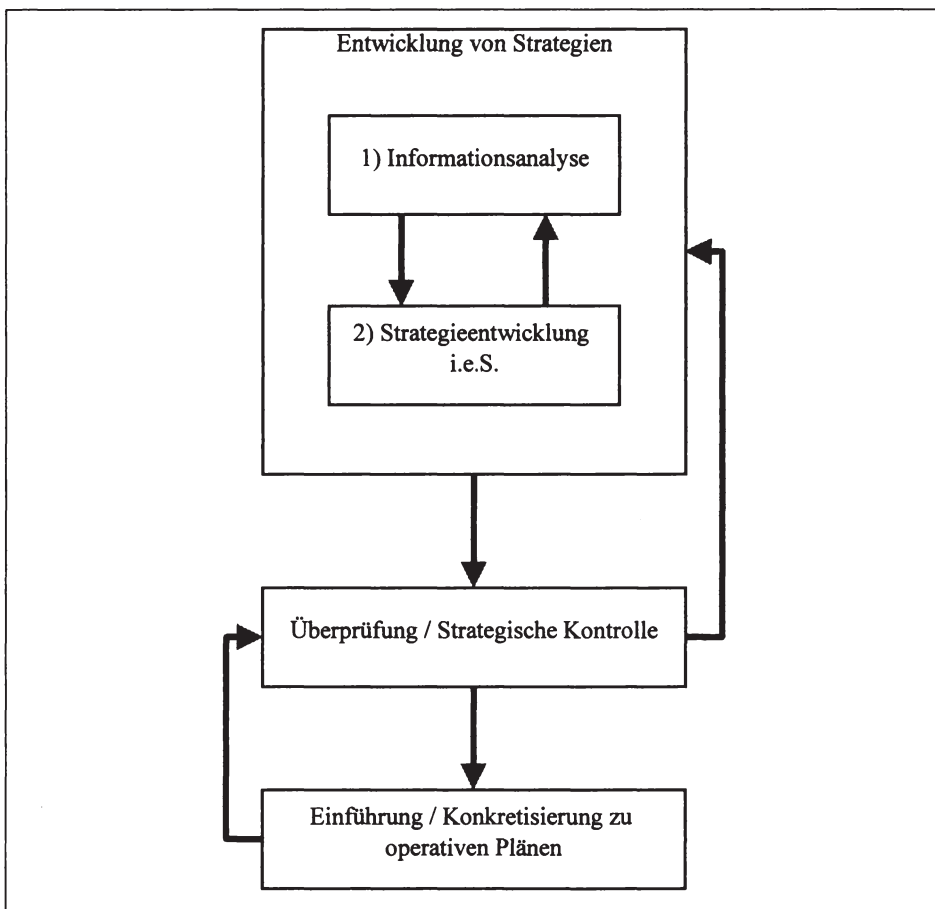 Entwicklung von Strategien
1) Informationsanalyse
2) Strategieentwicklung
i.e.S.
Überprüfung / Strategische Kontrolle
Einführung / Konkretisierung zu
operativen Plänen